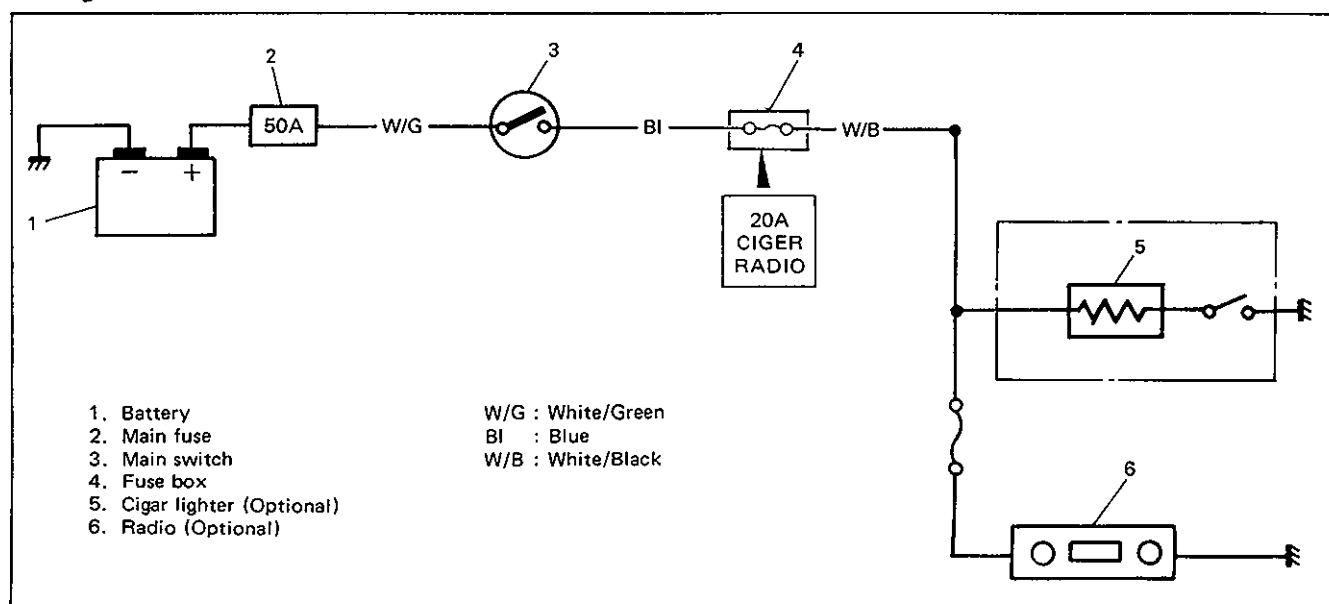 2
3
4
50A
W/G
Bl
W/B
− +
1
20A
CIGER
RADIO
5
1. Battery
2. Main fuse
3. Main switch
4. Fuse box
5. Cigar lighter (Optional)
6. Radio (Optional)
W/G : White/Green
Bl : Blue
W/B : White/Black
6